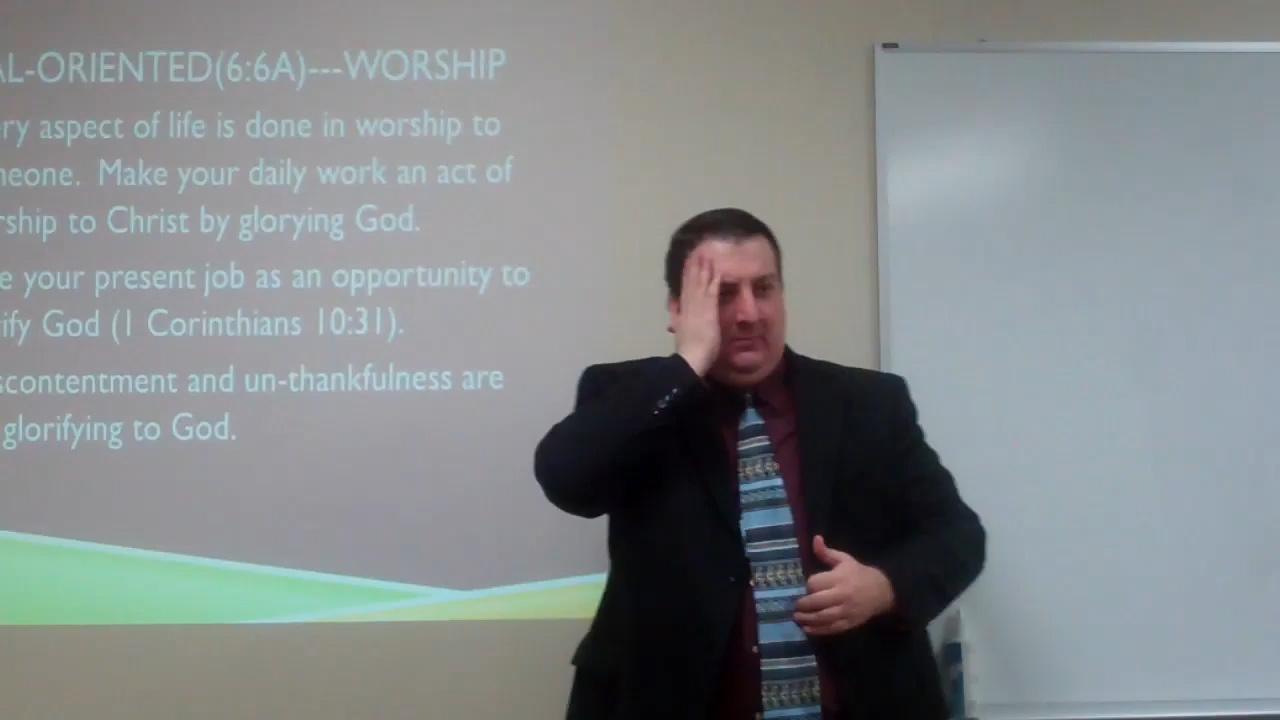 AL-ORIENTED(6:6A)---WORSHIP
ry aspect of life is done in worship to
neone. Make your daily work an act of
rship to Christ by glorying God.
e your present job as an opportunity to
ify God (1 Corinthians 10:31).
scontentment and un-thankfulness are
glorifying to God.